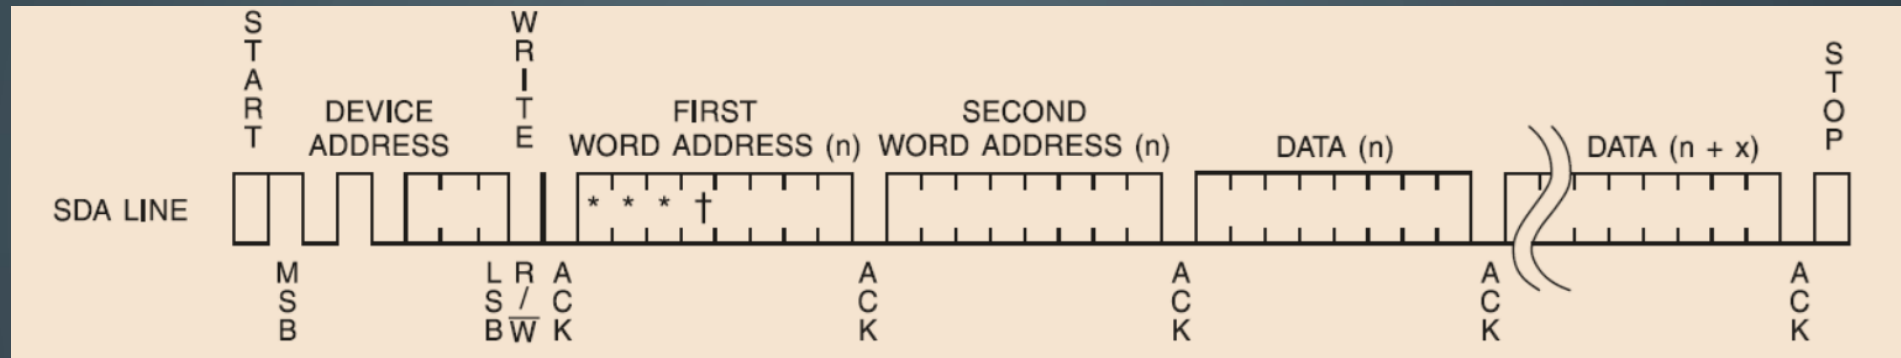 START
WRITE
STOP
DEVICE
ADDRESS
FIRST
WORD ADDRESS (n)
SECOND
WORD ADDRESS (n)
DATA (n)
DATA (n + x)
SDA LINE
* * * †
MSB
LSB
R/W̅
ACK
ACK
ACK
ACK
ACK